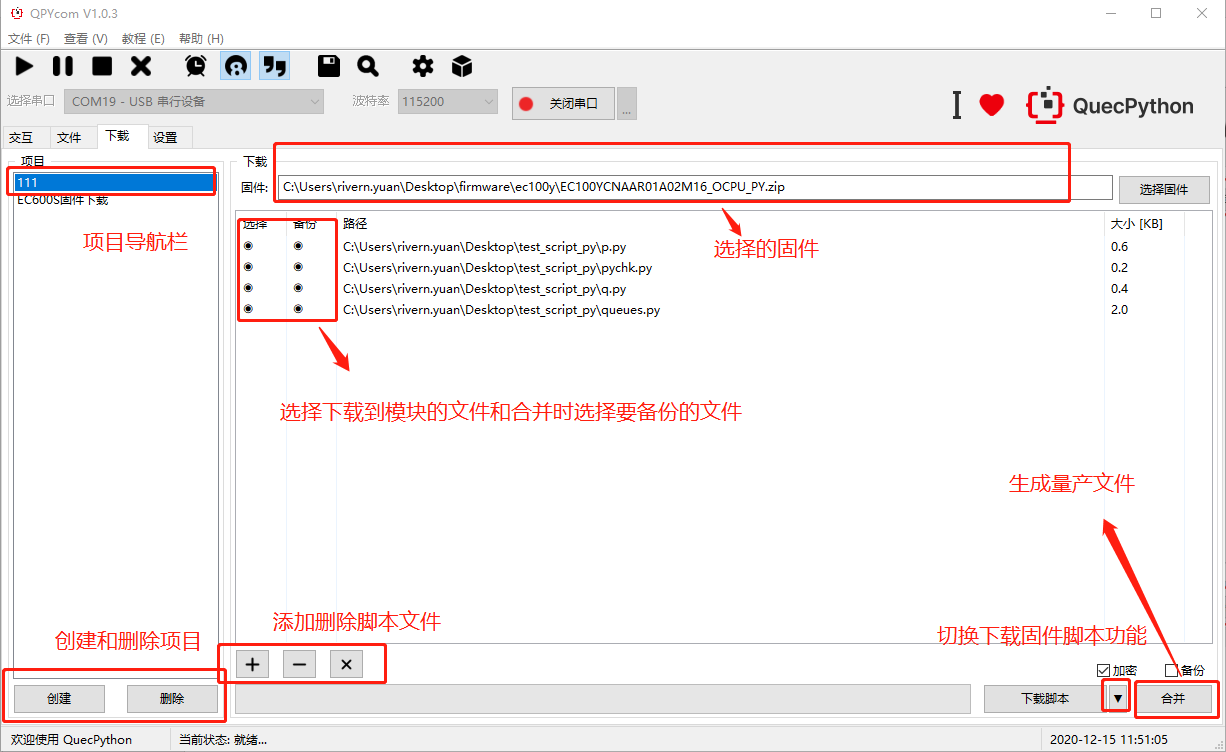 QPYcom V1.0.3
文件 (F) 查看 (V) 教程 (E) 帮助 (H)
选择串口 COM19 - USB 串行设备 波特率 115200 关闭串口 ... I QuecPython
交互 文件 下载 设置
项目 下载
111
固件: C:\Users\rivern.yuan\Desktop\firmware\ec100y\EC100YCNAAR01A02M16_OCPU_PY.zip 选择固件
EC600S固件下载
选择 备份 路径 大小 [KB]
项目导航栏
C:\Users\rivern.yuan\Desktop\test_script_py\p.py 0.6
选择的固件
C:\Users\rivern.yuan\Desktop\test_script_py\pychk.py 0.2
C:\Users\rivern.yuan\Desktop\test_script_py\q.py 0.4
C:\Users\rivern.yuan\Desktop\test_script_py\queues.py 2.0
选择下载到模块的文件和合并时选择要备份的文件
生成量产文件
添加删除脚本文件
切换下载固件脚本功能
创建和删除项目
加密 备份
创建 删除 下载脚本 合并
欢迎使用 QuecPython 当前状态: 就绪... 2020-12-15 11:51:05